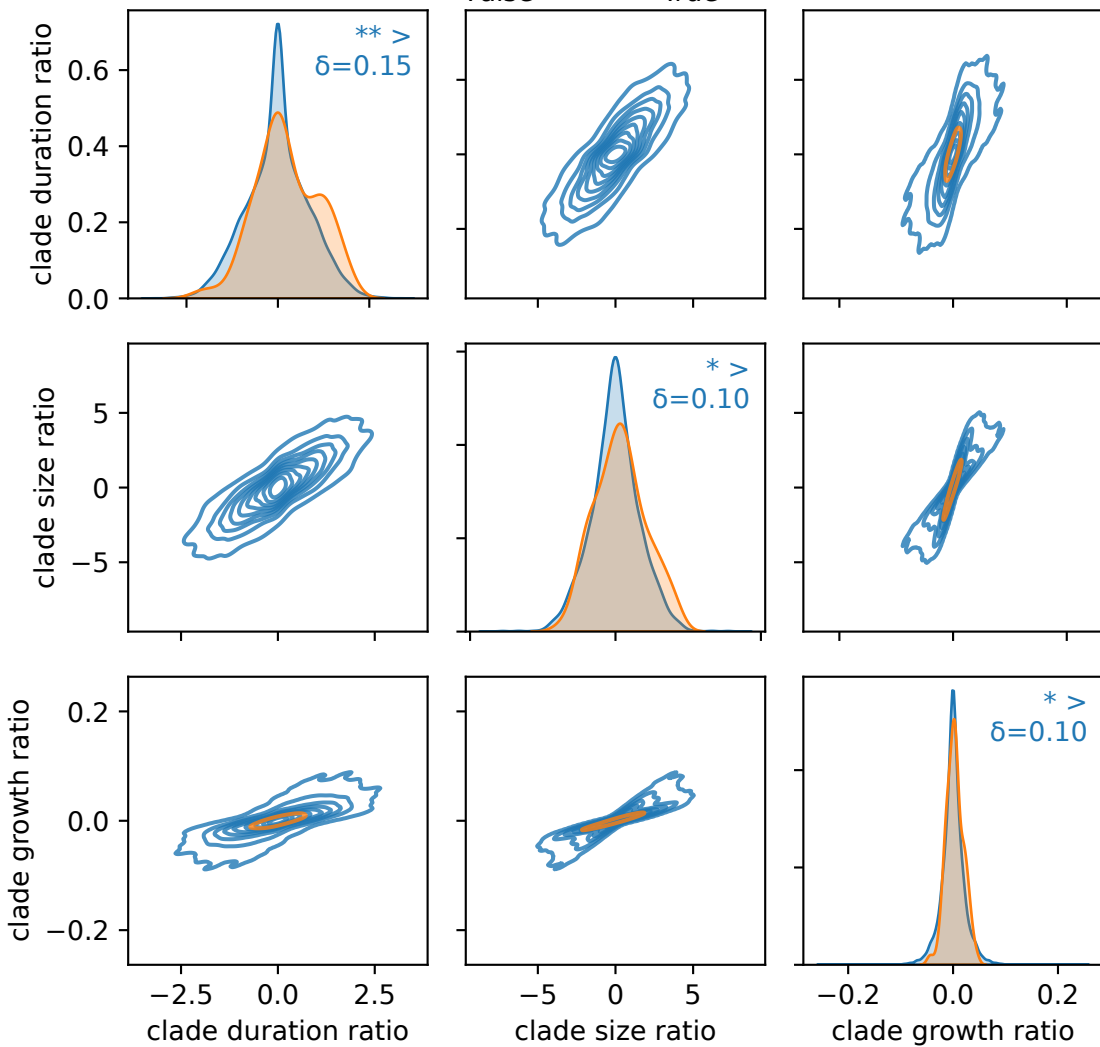 clade duration ratio
0.6
0.4
0.2
0.0
** >
δ=0.15
clade size ratio
5
0
−5
* >
δ=0.10
clade growth ratio
0.2
0.0
−0.2
* >
δ=0.10
−2.5 0.0 2.5
−5 0 5
−0.2 0.0 0.2
clade duration ratio
clade size ratio
clade growth ratio